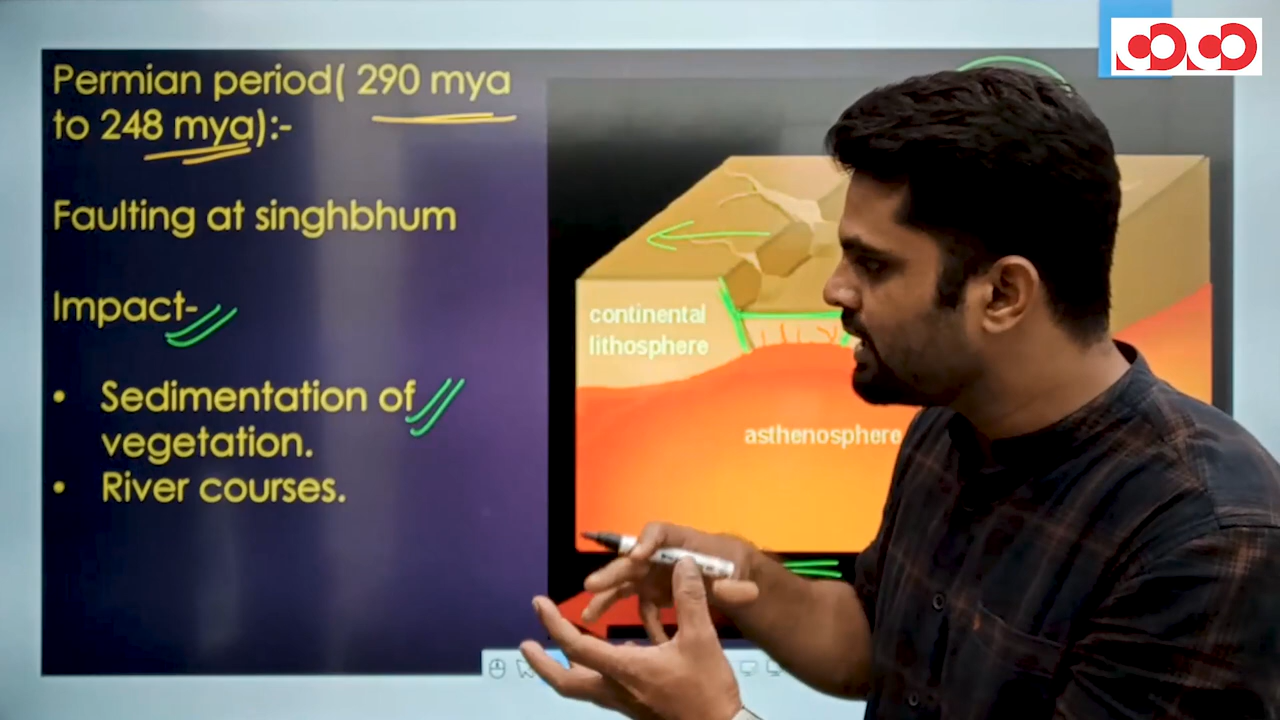 Permian period( 290 mya
to 248 mya):-
Faulting at singhbhum
Impact-
• Sedimentation of
vegetation.
• River courses.
continental
lithosphere
asthenosphere